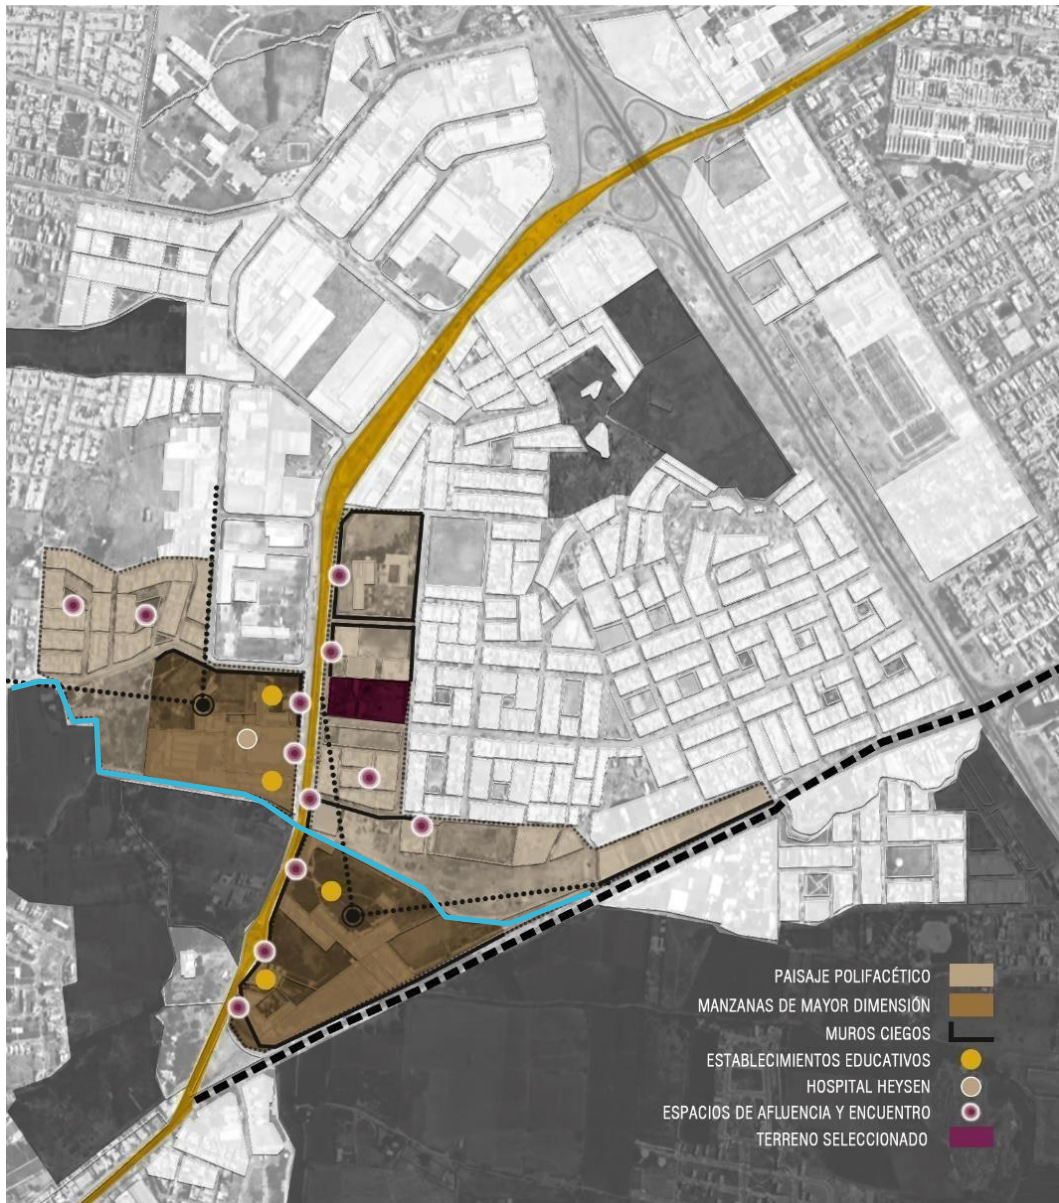 PAISAJE POLIFACÉTICO
MANZANAS DE MAYOR DIMENSIÓN
MUROS CIEGOS
ESTABLECIMIENTOS EDUCATIVOS
HOSPITAL HEYSEN
ESPACIOS DE AFLUENCIA Y ENCUENTRO
TERRENO SELECCIONADO